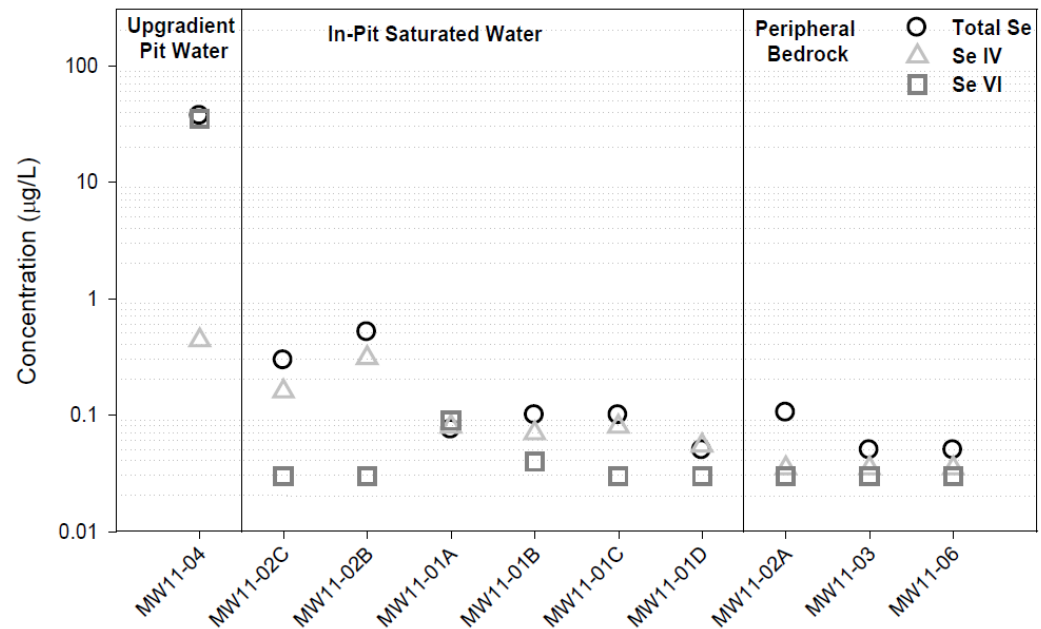 Upgradient
Pit Water
In-Pit Saturated Water
Peripheral
Bedrock
Total Se
Se IV
Se VI
Concentration (µg/L)
100
10
1
0.1
0.01
MW11-04
MW11-02C
MW11-02B
MW11-01A
MW11-01B
MW11-01C
MW11-01D
MW11-02A
MW11-03
MW11-06